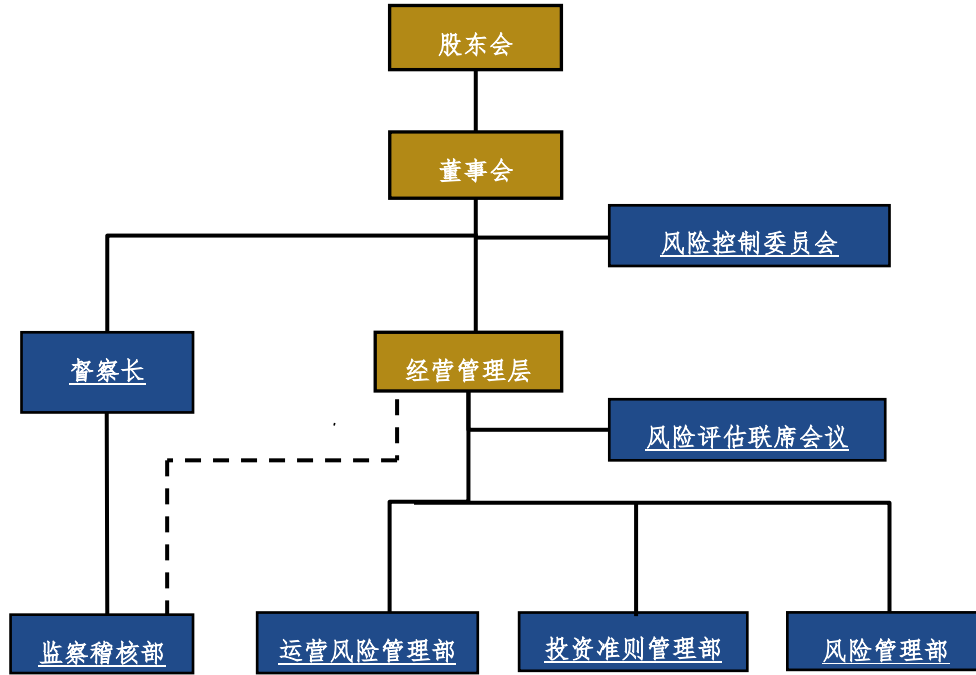 股东会
董事会
风险控制委员会
督察长
经营管理层
风险评估联席会议
监察稽核部
运营风险管理部
投资准则管理部
风险管理部